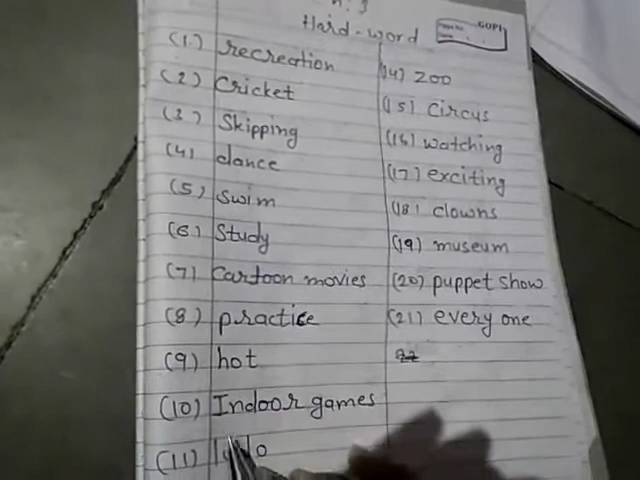 Hard-word
GOPI
(1) recreation
(2) Cricket
(3) Skipping
(4) dance
(5) Swim
(6) Study
(7) Cartoon movies
(8) practice
(9) hot
(10) Indoor games
(11)
(14) zoo
(15) Circus
(16) watching
(17) exciting
(18) clowns
(19) museum
(20) puppet show
(21) every one